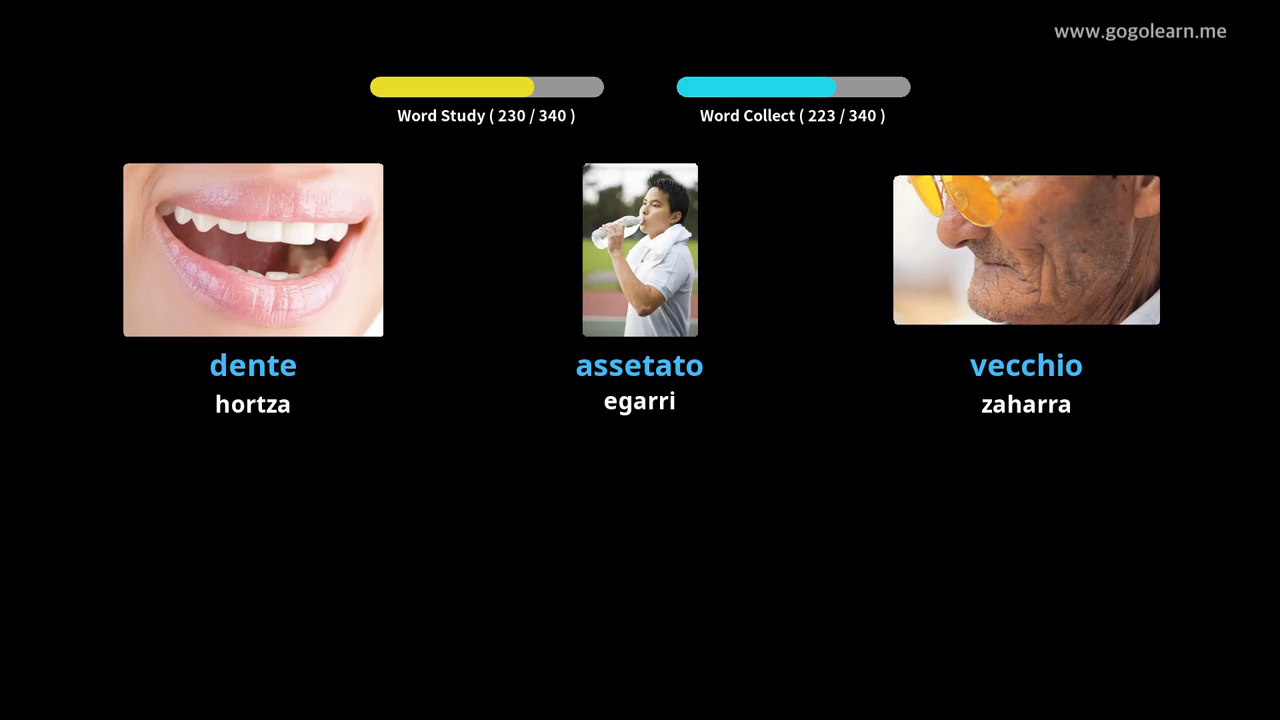 www.gogolearn.me
Word Study ( 230 / 340 )
Word Collect ( 223 / 340 )
dente
hortza
assetato
egarri
vecchio
zaharra